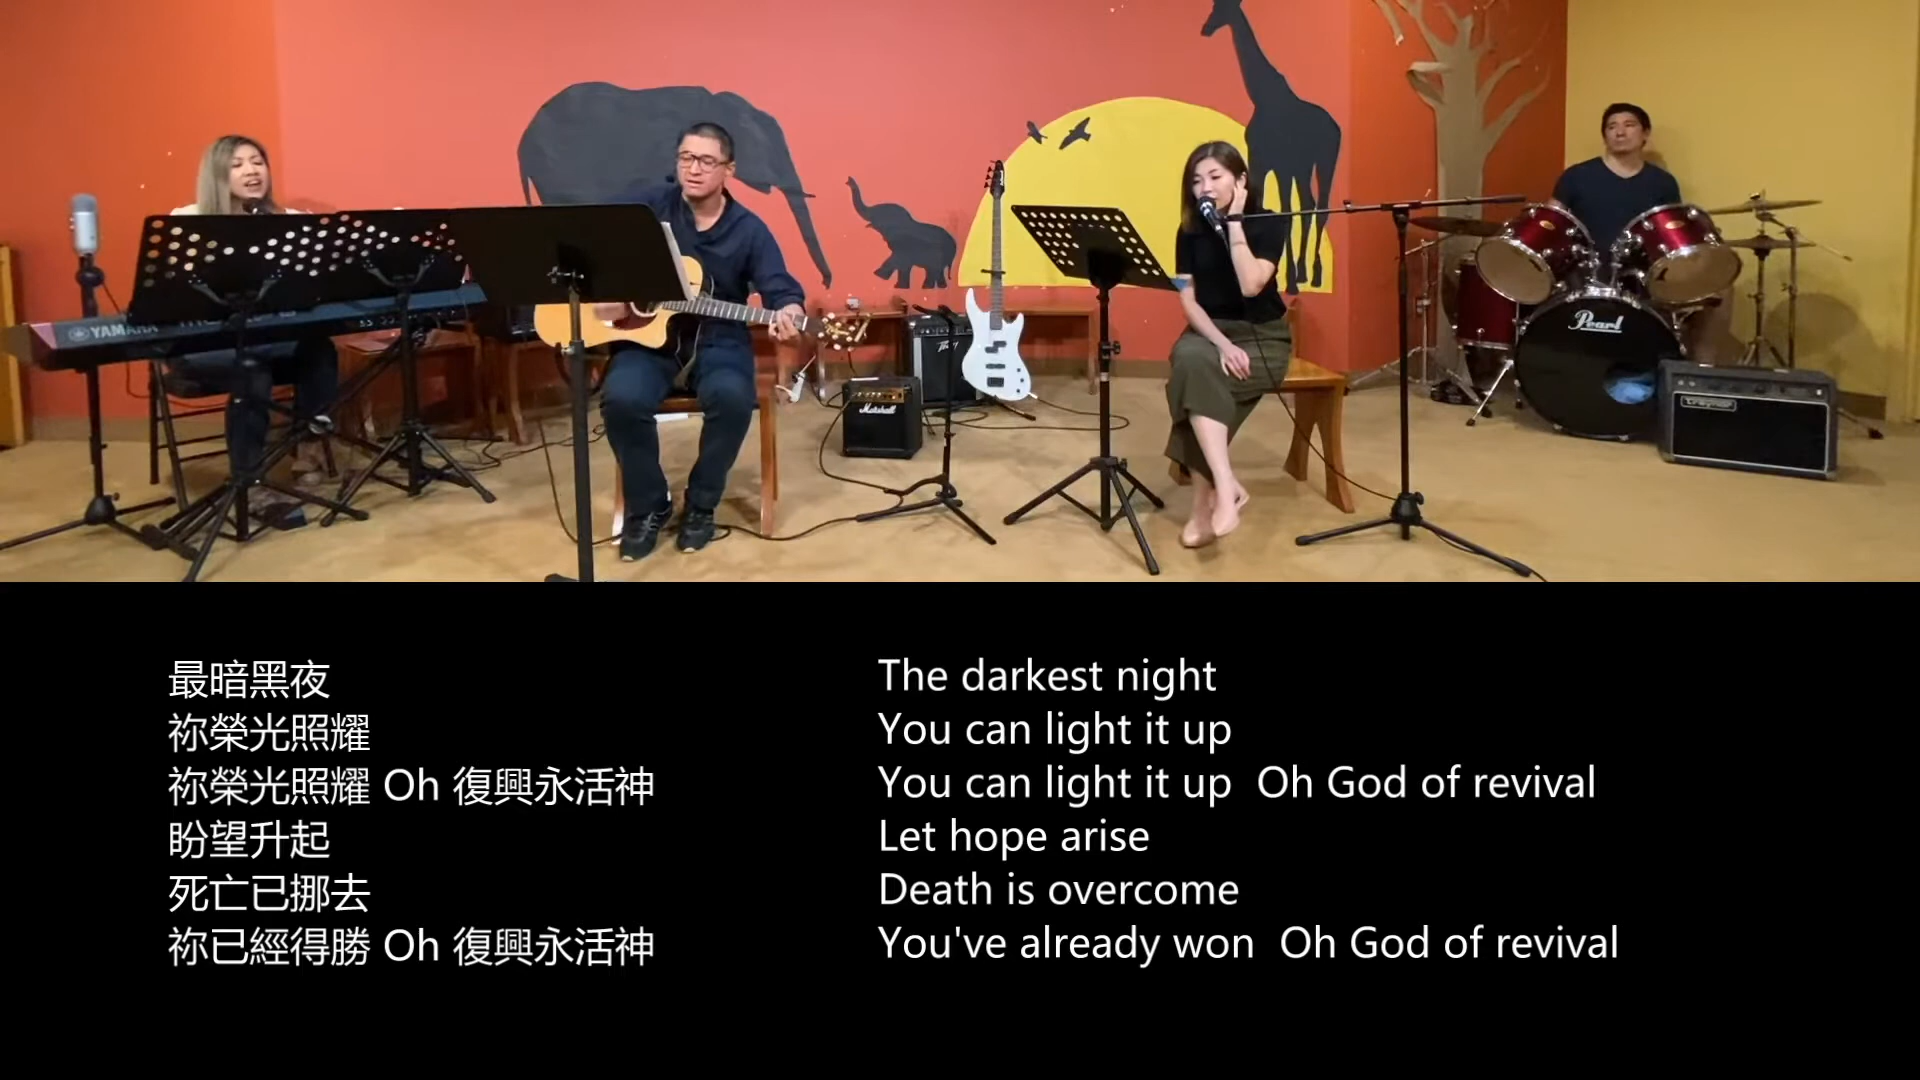 YAMAHA
Marshall
Peavey
Pearl
Traynor
最暗黑夜
祢榮光照耀
祢榮光照耀 Oh 復興永活神
盼望升起
死亡已挪去
祢已經得勝 Oh 復興永活神
The darkest night
You can light it up
You can light it up  Oh God of revival
Let hope arise
Death is overcome
You've already won  Oh God of revival